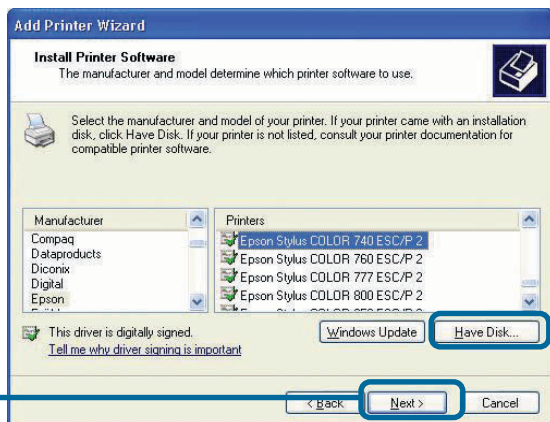 Add Printer Wizard
Install Printer Software
The manufacturer and model determine which printer software to use.
Select the manufacturer and model of your printer. If your printer came with an installation
disk, click Have Disk. If your printer is not listed, consult your printer documentation for
compatible printer software.
Manufacturer
Compaq
Dataproducts
Diconix
Digital
Epson
Printers
Epson Stylus COLOR 740 ESC/P 2
Epson Stylus COLOR 760 ESC/P 2
Epson Stylus COLOR 777 ESC/P 2
Epson Stylus COLOR 800 ESC/P 2
This driver is digitally signed.
Tell me why driver signing is important
Windows Update
Have Disk...
< Back
Next >
Cancel